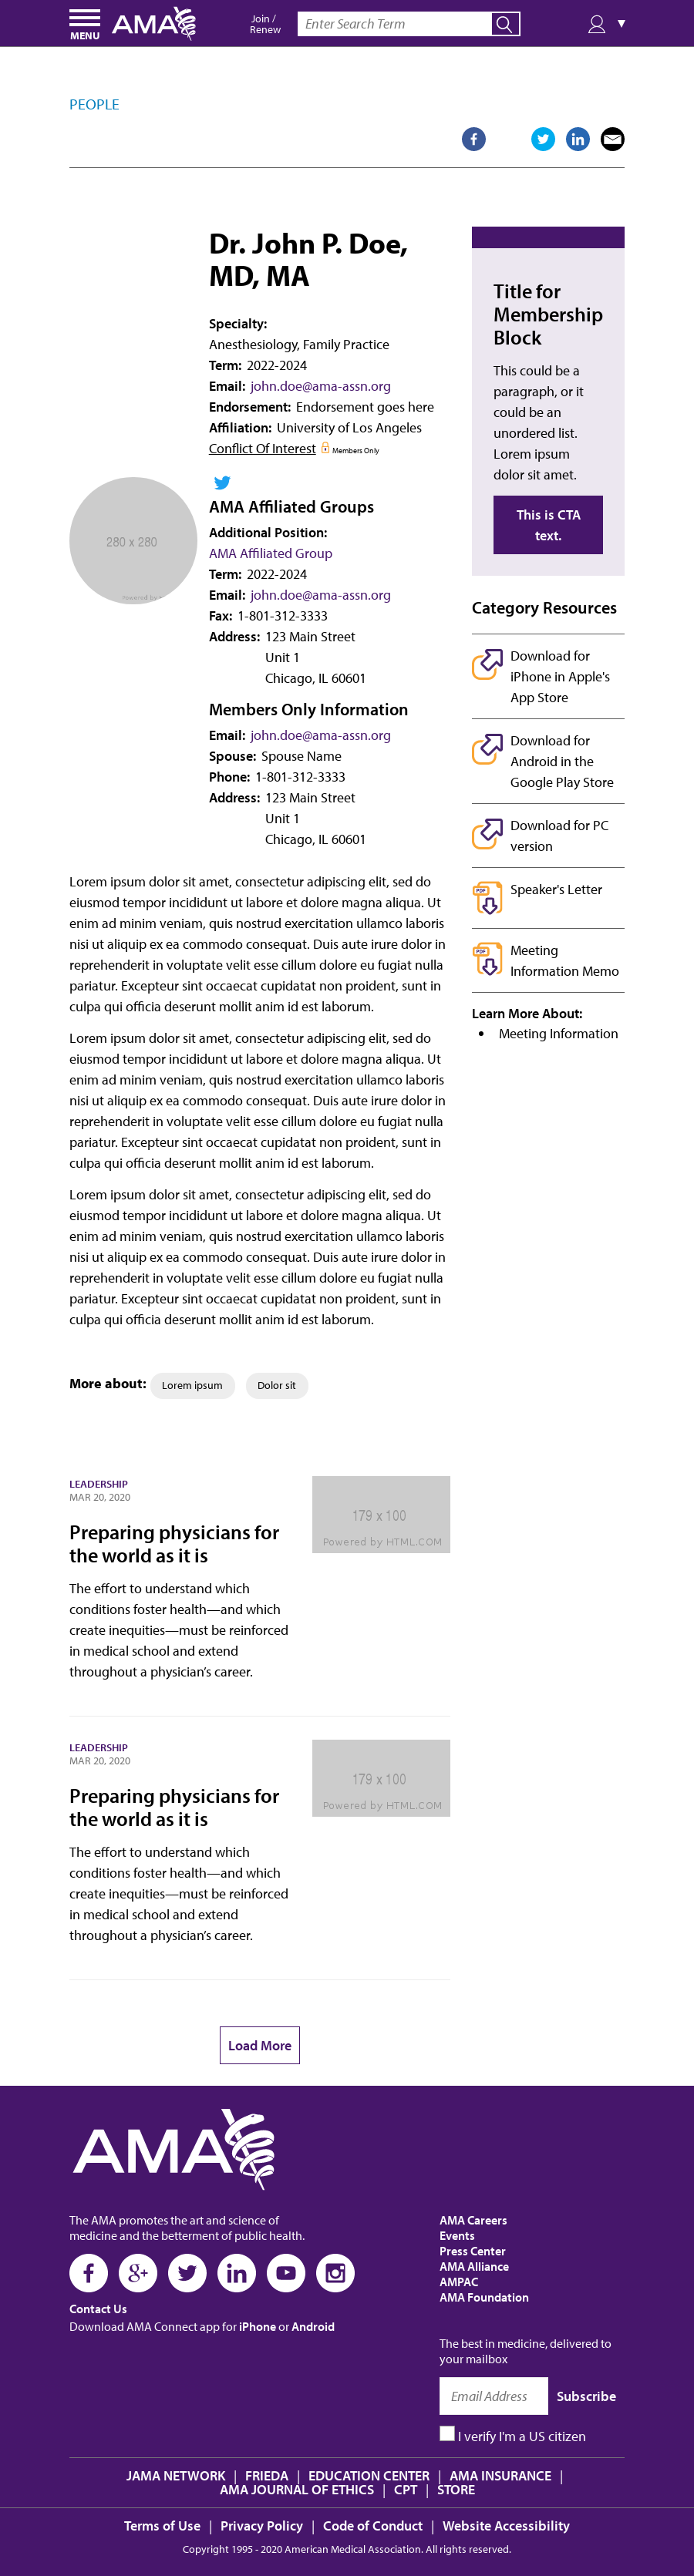 MENU
AMA
Join /
Renew
Enter Search Term
PEOPLE
Dr. John P. Doe,
MD, MA
Specialty:
Anesthesiology, Family Practice
Term: 2022-2024
Email: john.doe@ama-assn.org
Endorsement: Endorsement goes here
Affiliation: University of Los Angeles
Conflict Of Interest Members Only
280 x 280
Powered by
AMA Affiliated Groups
Additional Position:
AMA Affiliated Group
Term: 2022-2024
Email: john.doe@ama-assn.org
Fax: 1-801-312-3333
Address: 123 Main Street
Unit 1
Chicago, IL 60601
Members Only Information
Email: john.doe@ama-assn.org
Spouse: Spouse Name
Phone: 1-801-312-3333
Address: 123 Main Street
Unit 1
Chicago, IL 60601
Title for
Membership
Block
This could be a
paragraph, or it
could be an
unordered list.
Lorem ipsum
dolor sit amet.
This is CTA
text.
Category Resources
Download for
iPhone in Apple's
App Store
Download for
Android in the
Google Play Store
Download for PC
version
PDF
Speaker's Letter
PDF
Meeting
Information Memo
Learn More About:
• Meeting Information
Lorem ipsum dolor sit amet, consectetur adipiscing elit, sed do
eiusmod tempor incididunt ut labore et dolore magna aliqua. Ut
enim ad minim veniam, quis nostrud exercitation ullamco laboris
nisi ut aliquip ex ea commodo consequat. Duis aute irure dolor in
reprehenderit in voluptate velit esse cillum dolore eu fugiat nulla
pariatur. Excepteur sint occaecat cupidatat non proident, sunt in
culpa qui officia deserunt mollit anim id est laborum.
Lorem ipsum dolor sit amet, consectetur adipiscing elit, sed do
eiusmod tempor incididunt ut labore et dolore magna aliqua. Ut
enim ad minim veniam, quis nostrud exercitation ullamco laboris
nisi ut aliquip ex ea commodo consequat. Duis aute irure dolor in
reprehenderit in voluptate velit esse cillum dolore eu fugiat nulla
pariatur. Excepteur sint occaecat cupidatat non proident, sunt in
culpa qui officia deserunt mollit anim id est laborum.
Lorem ipsum dolor sit amet, consectetur adipiscing elit, sed do
eiusmod tempor incididunt ut labore et dolore magna aliqua. Ut
enim ad minim veniam, quis nostrud exercitation ullamco laboris
nisi ut aliquip ex ea commodo consequat. Duis aute irure dolor in
reprehenderit in voluptate velit esse cillum dolore eu fugiat nulla
pariatur. Excepteur sint occaecat cupidatat non proident, sunt in
culpa qui officia deserunt mollit anim id est laborum.
More about: Lorem ipsum Dolor sit
LEADERSHIP
MAR 20, 2020
Preparing physicians for
the world as it is
The effort to understand which
conditions foster health—and which
create inequities—must be reinforced
in medical school and extend
throughout a physician’s career.
179 x 100
Powered by HTML.COM
LEADERSHIP
MAR 20, 2020
Preparing physicians for
the world as it is
The effort to understand which
conditions foster health—and which
create inequities—must be reinforced
in medical school and extend
throughout a physician’s career.
179 x 100
Powered by HTML.COM
Load More
AMA
The AMA promotes the art and science of
medicine and the betterment of public health.
Contact Us
Download AMA Connect app for iPhone or Android
AMA Careers
Events
Press Center
AMA Alliance
AMPAC
AMA Foundation
The best in medicine, delivered to
your mailbox
Email Address Subscribe
I verify I'm a US citizen
JAMA NETWORK | FRIEDA | EDUCATION CENTER | AMA INSURANCE |
AMA JOURNAL OF ETHICS | CPT | STORE
Terms of Use | Privacy Policy | Code of Conduct | Website Accessibility
Copyright 1995 - 2020 American Medical Association. All rights reserved.